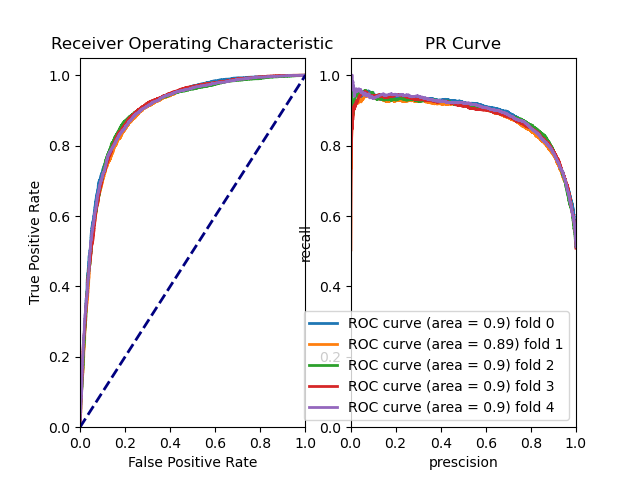 Receiver Operating Characteristic
1.0
0.8
0.6
0.4
0.2
0.0
True Positive Rate
0.0 0.2 0.4 0.6 0.8 1.0
False Positive Rate
PR Curve
1.0
0.8
0.6
0.4
0.2
0.0
recall
ROC curve (area = 0.9) fold 0
ROC curve (area = 0.89) fold 1
ROC curve (area = 0.9) fold 2
ROC curve (area = 0.9) fold 3
ROC curve (area = 0.9) fold 4
0.0 0.2 0.4 0.6 0.8 1.0
prescision